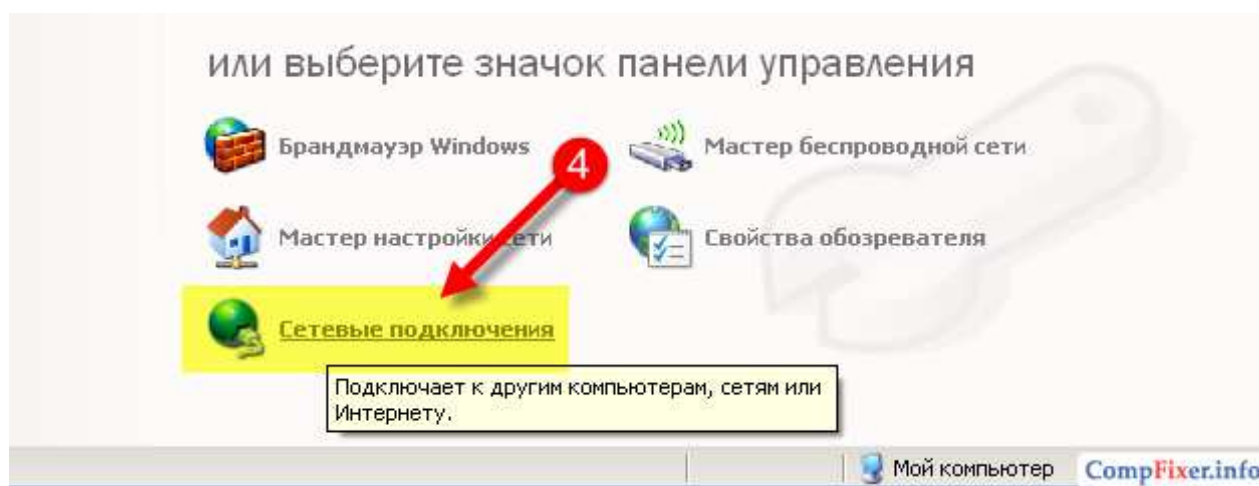 или выберите значок панели управления
Брандмауэр Windows
Мастер беспроводной сети
4
Мастер настройки сети
Свойства обозревателя
Сетевые подключения
Подключает к другим компьютерам, сетям или
Интернету.
Мой компьютер
CompFixer.info